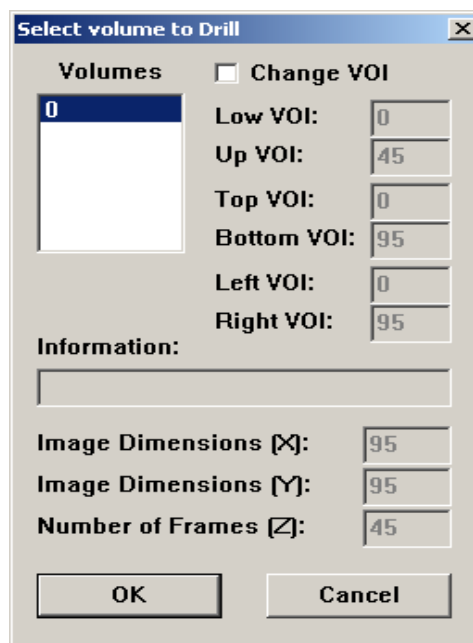 Select volume to Drill
Volumes
Change VOI
0
Low VOI: 0
Up VOI: 45
Top VOI: 0
Bottom VOI: 95
Left VOI: 0
Right VOI: 95
Information:
Image Dimensions (X): 95
Image Dimensions (Y): 95
Number of Frames (Z): 45
OK
Cancel